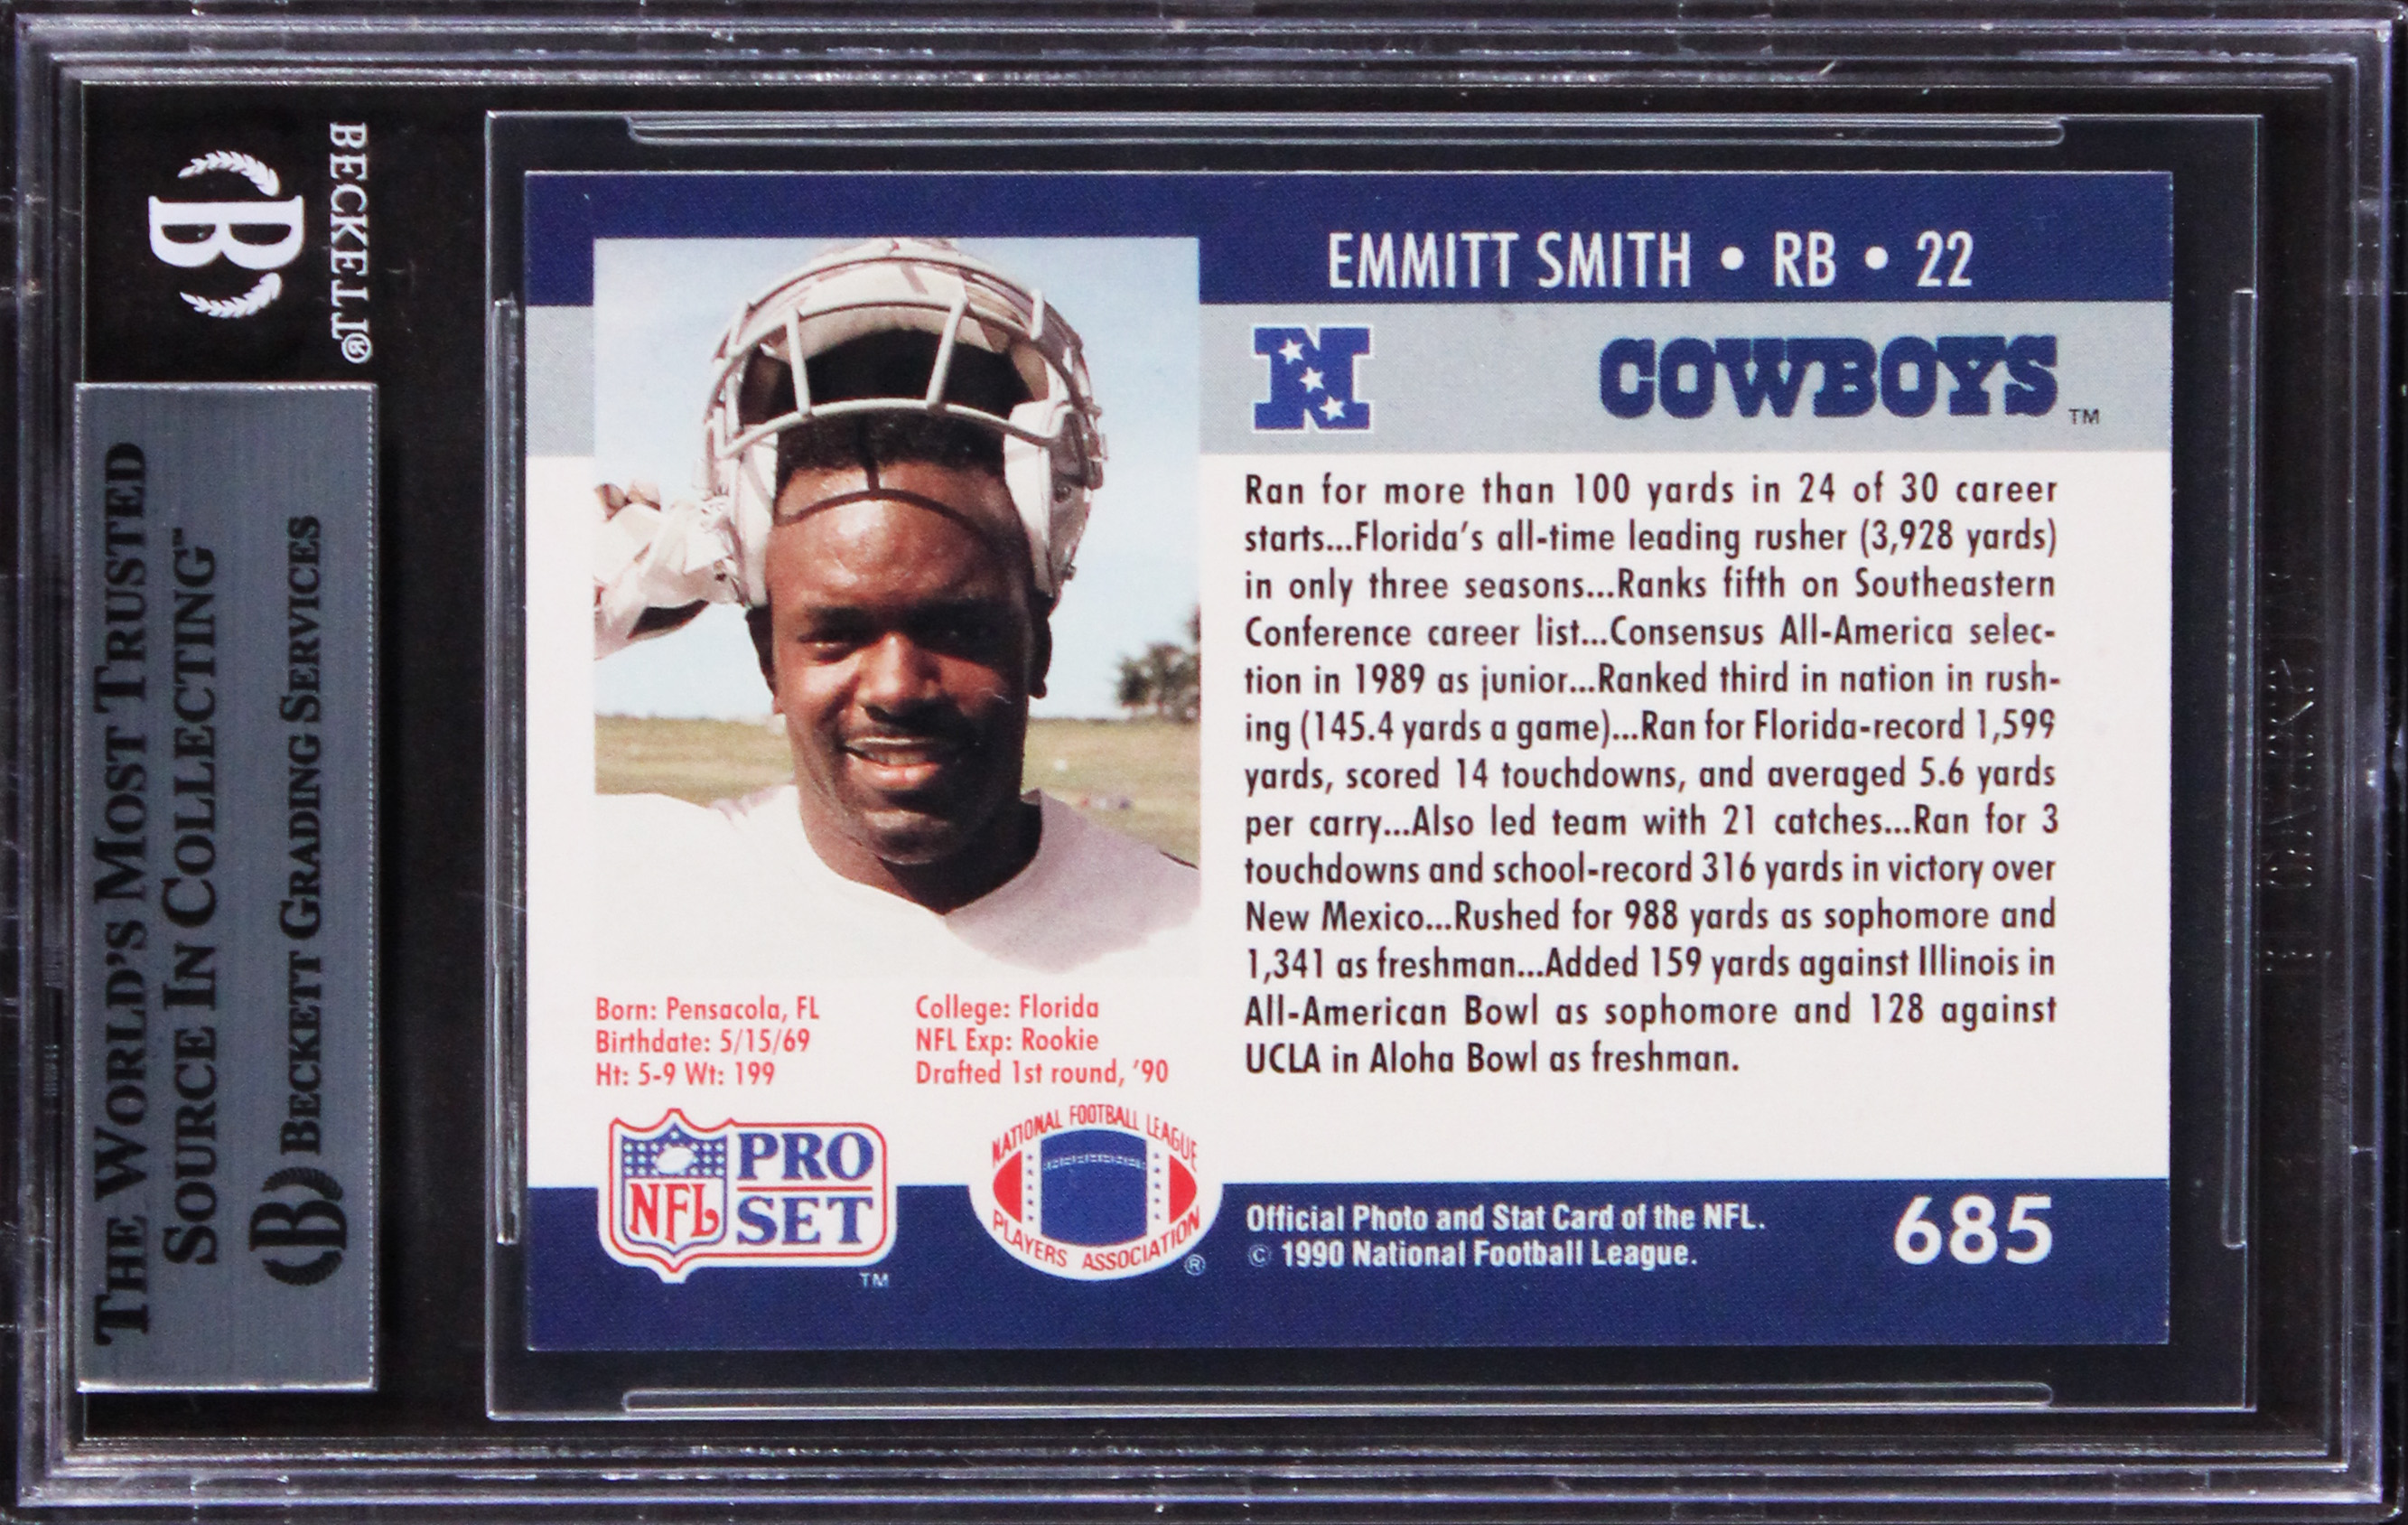 BECKETT®
B
THE WORLD'S MOST TRUSTED
SOURCE IN COLLECTING™
B BECKETT GRADING SERVICES
EMMITT SMITH • RB • 22
N
COWBOYS TM
Ran for more than 100 yards in 24 of 30 career
starts...Florida's all-time leading rusher (3,928 yards)
in only three seasons...Ranks fifth on Southeastern
Conference career list...Consensus All-America selec-
tion in 1989 as junior...Ranked third in nation in rush-
ing (145.4 yards a game)...Ran for Florida-record 1,599
yards, scored 14 touchdowns, and averaged 5.6 yards
per carry...Also led team with 21 catches...Ran for 3
touchdowns and school-record 316 yards in victory over
New Mexico...Rushed for 988 yards as sophomore and
1,341 as freshman...Added 159 yards against Illinois in
All-American Bowl as sophomore and 128 against
UCLA in Aloha Bowl as freshman.
Born: Pensacola, FL
Birthdate: 5/15/69
Ht: 5-9 Wt: 199
College: Florida
NFL Exp: Rookie
Drafted 1st round, '90
NFL
PRO
SET
TM
NATIONAL FOOTBALL LEAGUE
PLAYERS ASSOCIATION
®
Official Photo and Stat Card of the NFL.
© 1990 National Football League.
685